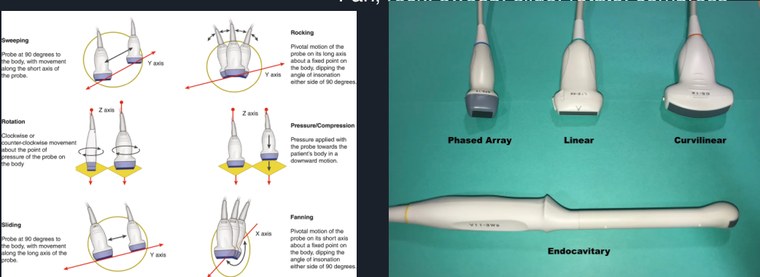 Sweeping
Probe at 90 degrees to
the body, with movement
along the short axis of
the probe.
Y axis
Rocking
Pivotal motion of the
probe on its long axis
about a fixed point on
the body, dipping the
angle of insonation
either side of 90 degrees.
Y axis
Rotation
Clockwise or
counter-clockwise movement
about the point of
pressure of the probe on
the body
Z axis
Z axis
Pressure/Compression
Pressure applied with
the probe towards the
patient's body in a
downward motion.
Sliding
Probe at 90 degrees to
the body, with movement
along the long axis of the
probe.
Y axis
Fanning
Pivotal motion of the
probe on its short axis
about a fixed point on
the body, dipping the
angle of insonation
either side of 90 degrees
X axis
Phased Array
Linear
Curvilinear
Endocavitary